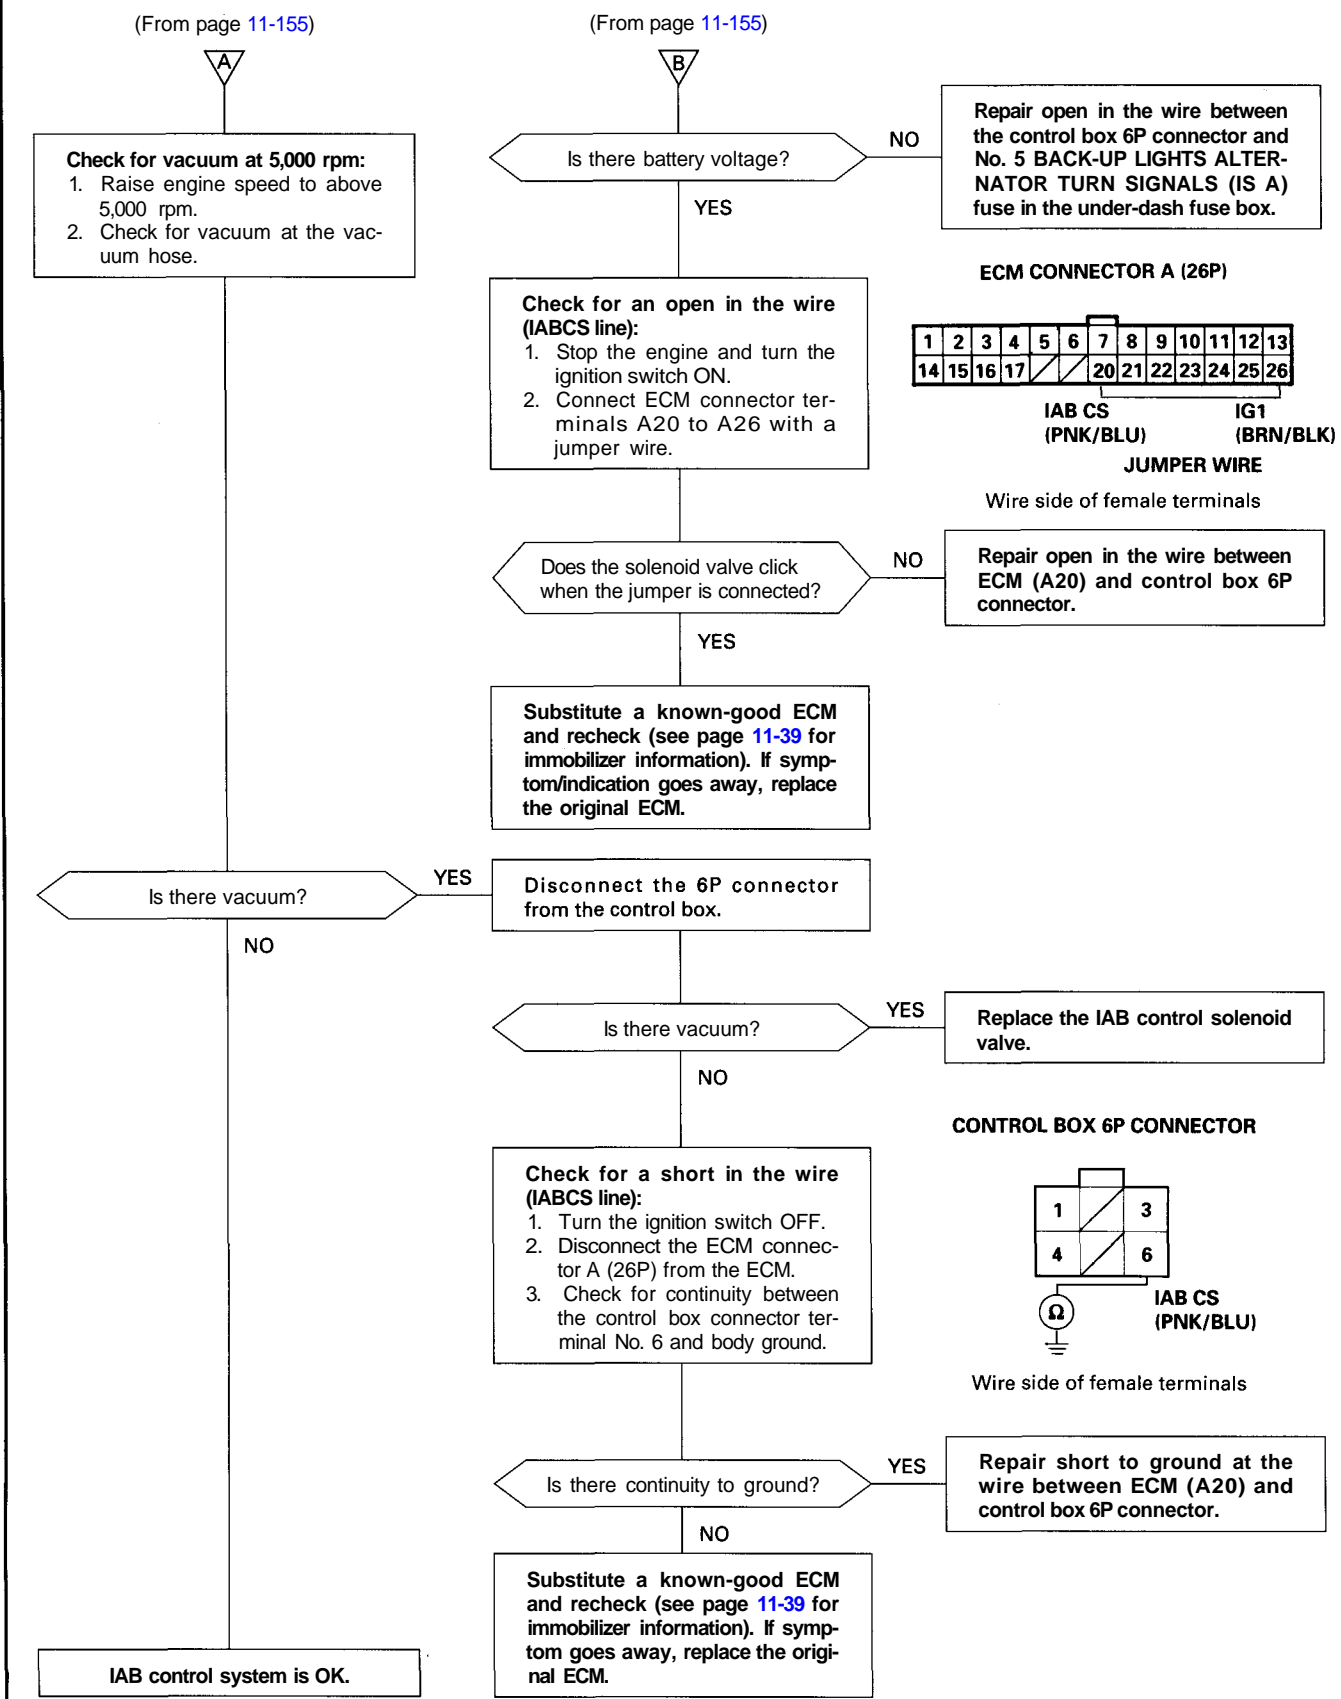 (From page 11-155)
A
Check for vacuum at 5,000 rpm:
1. Raise engine speed to above
5,000 rpm.
2. Check for vacuum at the vac-
uum hose.
(From page 11-155)
B
Is there battery voltage?
NO
Repair open in the wire between
the control box 6P connector and
No. 5 BACK-UP LIGHTS ALTER-
NATOR TURN SIGNALS (IS A)
fuse in the under-dash fuse box.
YES
Check for an open in the wire
(IABCS line):
1. Stop the engine and turn the
ignition switch ON.
2. Connect ECM connector ter-
minals A20 to A26 with a
jumper wire.
ECM CONNECTOR A (26P)
1 2 3 4 5 6 7 8 9 10 11 12 13
14 15 16 17 20 21 22 23 24 25 26
IAB CS
(PNK/BLU)
IG1
(BRN/BLK)
JUMPER WIRE
Wire side of female terminals
Does the solenoid valve click
when the jumper is connected?
NO
Repair open in the wire between
ECM (A20) and control box 6P
connector.
YES
Substitute a known-good ECM
and recheck (see page 11-39 for
immobilizer information). If symp-
tom/indication goes away, replace
the original ECM.
Is there vacuum?
YES
Disconnect the 6P connector
from the control box.
NO
Is there vacuum?
YES
Replace the IAB control solenoid
valve.
NO
Check for a short in the wire
(IABCS line):
1. Turn the ignition switch OFF.
2. Disconnect the ECM connec-
tor A (26P) from the ECM.
3. Check for continuity between
the control box connector ter-
minal No. 6 and body ground.
CONTROL BOX 6P CONNECTOR
1 3
4 6
Ω
IAB CS
(PNK/BLU)
Wire side of female terminals
Is there continuity to ground?
YES
Repair short to ground at the
wire between ECM (A20) and
control box 6P connector.
NO
Substitute a known-good ECM
and recheck (see page 11-39 for
immobilizer information). If symp-
tom goes away, replace the origi-
nal ECM.
IAB control system is OK.